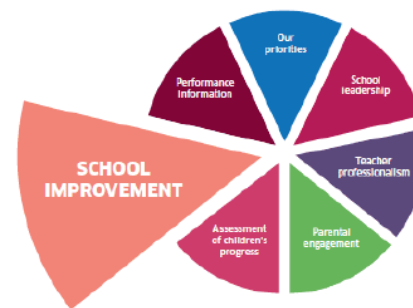 Our
priorities
School
leadership
Teacher
professionalism
Parental
engagement
Assessment
of children's
progress
SCHOOL
IMPROVEMENT
Performance
information